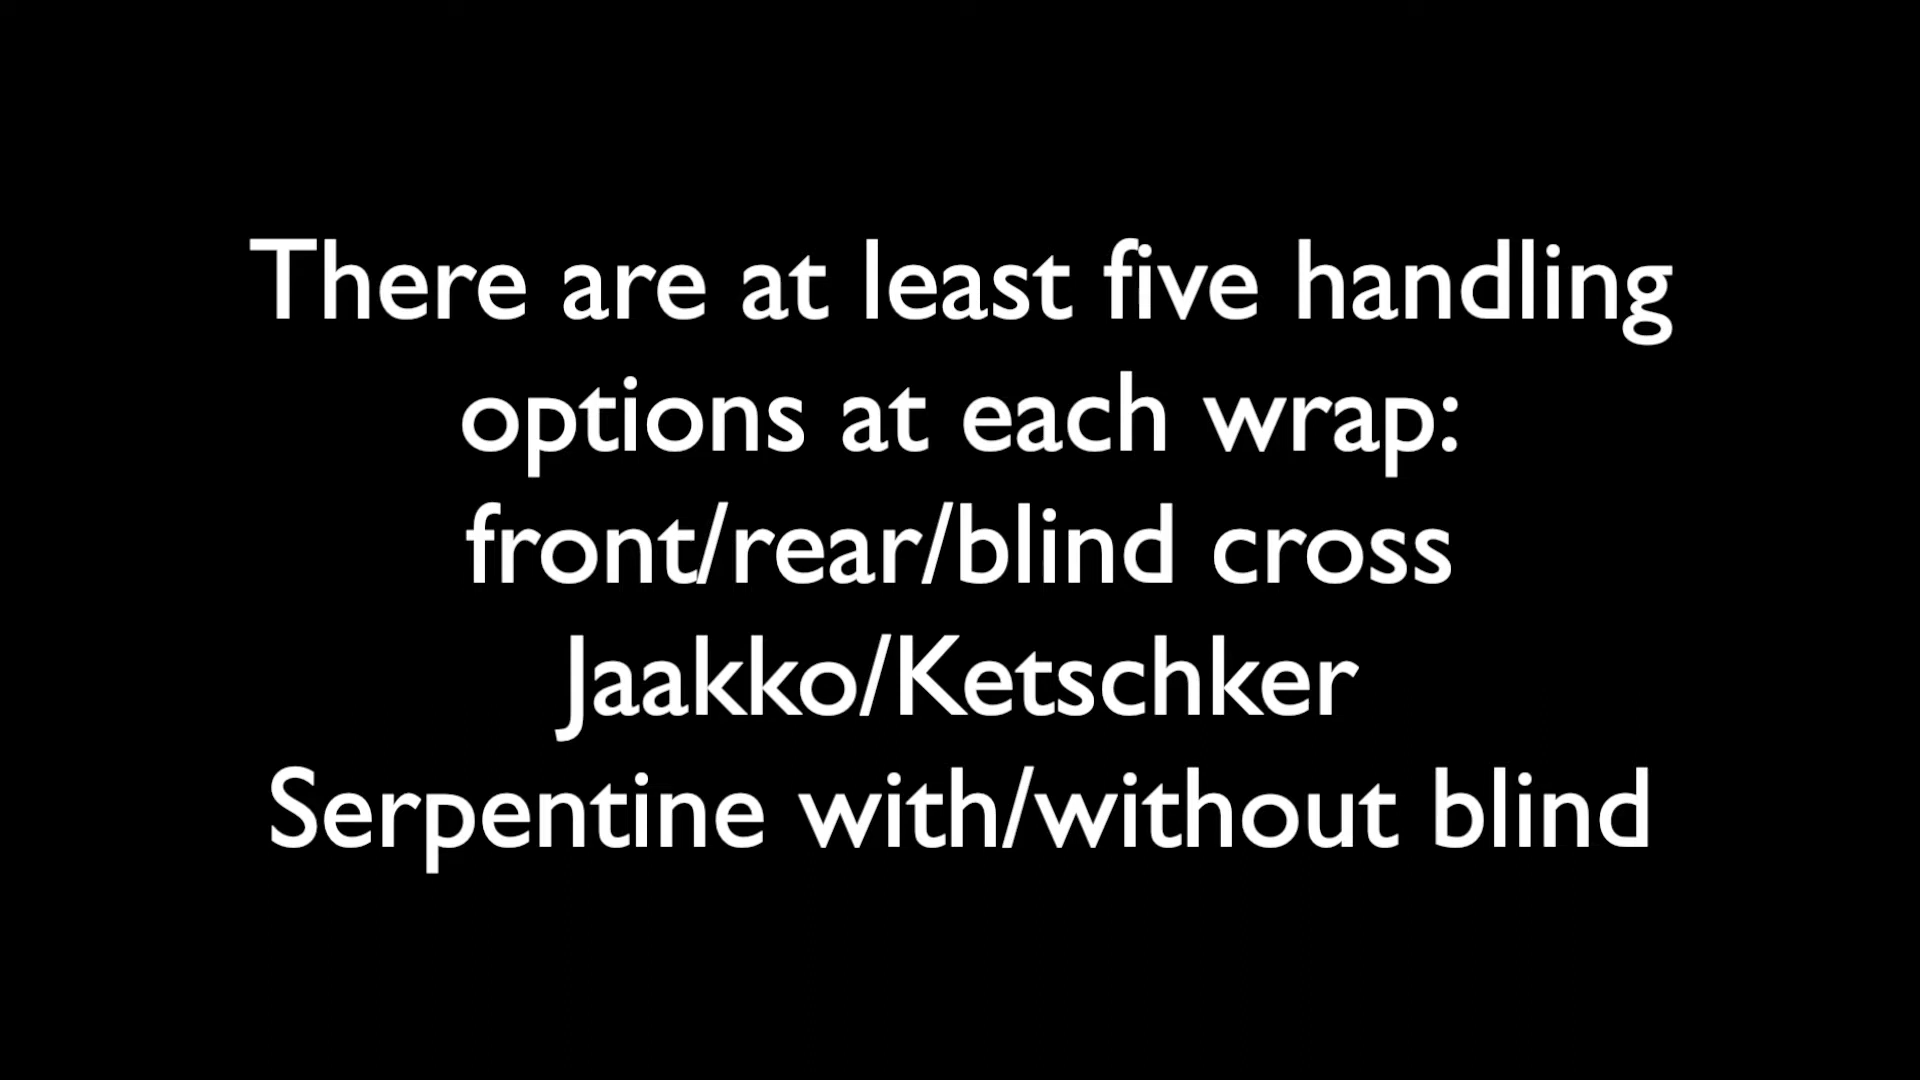 There are at least five handling
options at each wrap:
front/rear/blind cross
Jaakko/Ketschker
Serpentine with/without blind